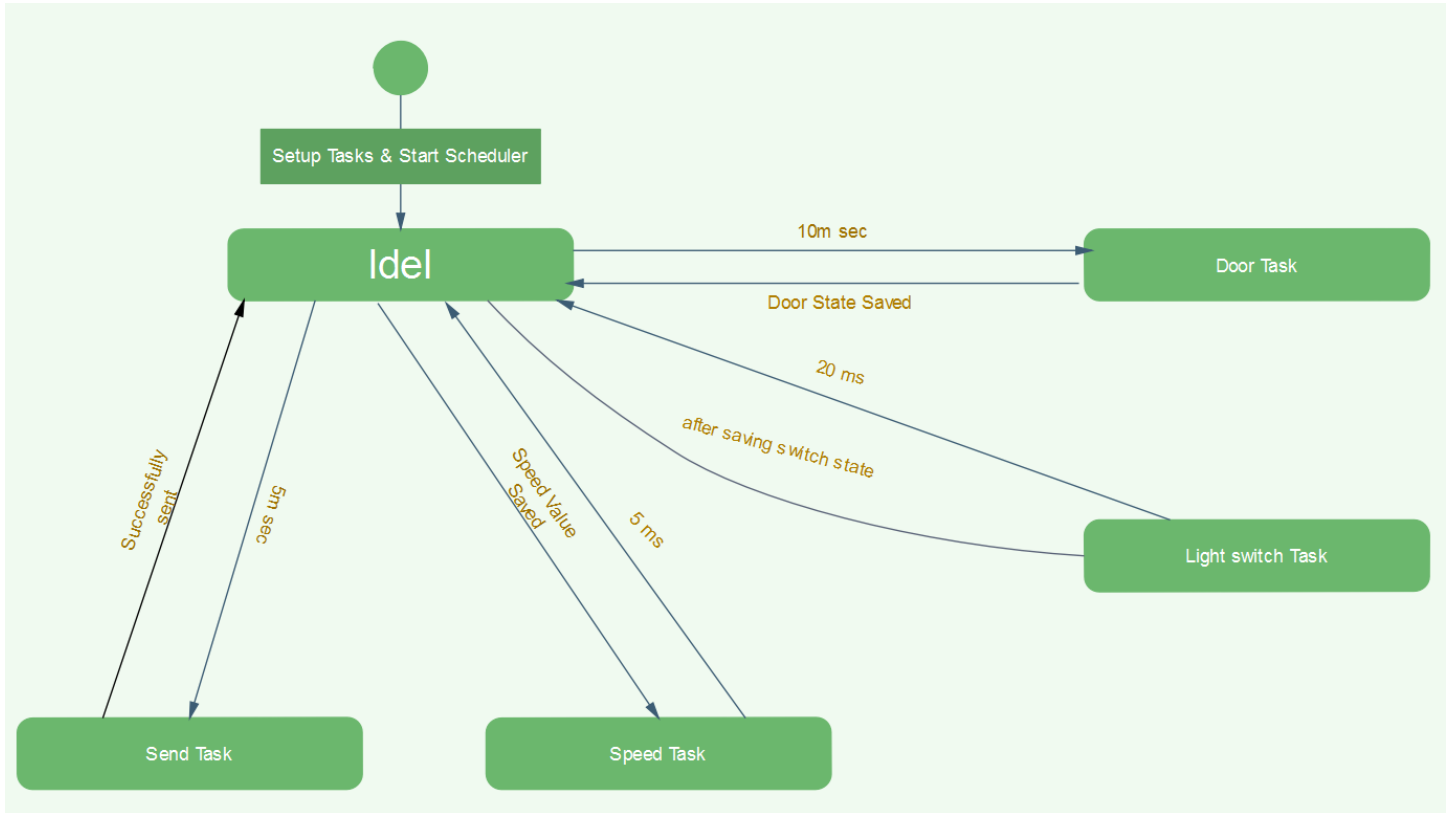 Setup Tasks & Start Scheduler
Idel
10m sec
Door Task
Door State Saved
20 ms
after saving switch state
Successfully
sent
5m sec
Speed Value
Saved
5 ms
Light switch Task
Send Task
Speed Task